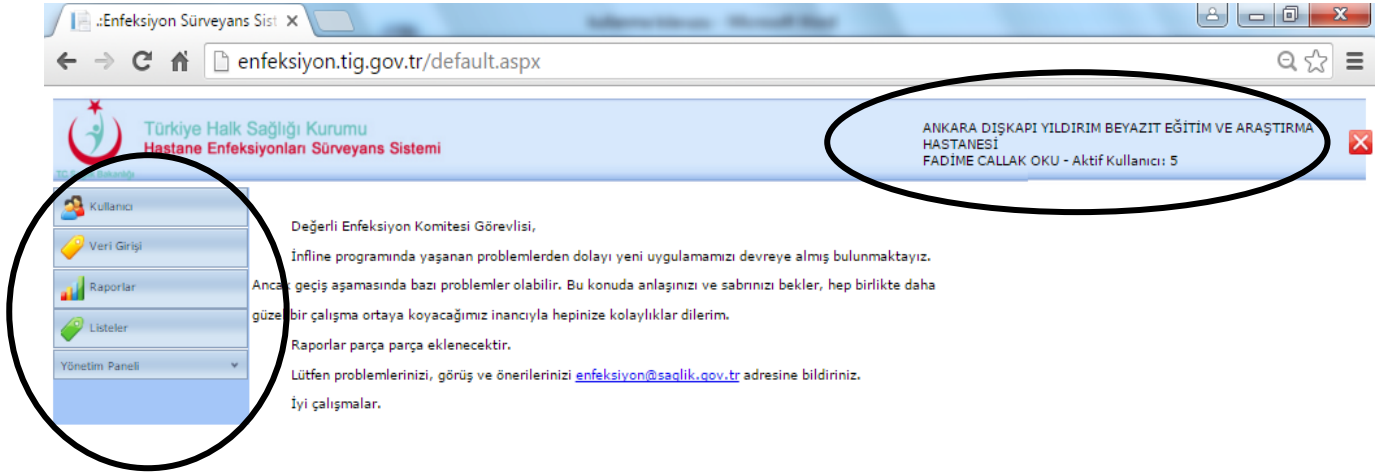 .:Enfeksiyon Sürveyans Sist
enfeksiyon.tig.gov.tr/default.aspx
Türkiye Halk Sağlığı Kurumu
Hastane Enfeksiyonları Sürveyans Sistemi
ANKARA DIŞKAPI YILDIRIM BEYAZIT EĞİTİM VE ARAŞTIRMA
HASTANESİ
FADİME CALLAK OKU - Aktif Kullanıcı: 5
Kullanıcı
Veri Girişi
Raporlar
Listeler
Yönetim Paneli
Değerli Enfeksiyon Komitesi Görevlisi,
İnfline programında yaşanan problemlerden dolayı yeni uygulamamızı devreye almış bulunmaktayız.
Ancak geçiş aşamasında bazı problemler olabilir. Bu konuda anlaşınızı ve sabrınızı bekler, hep birlikte daha
güzel bir çalışma ortaya koyacağımız inancıyla hepinize kolaylıklar dilerim.
Raporlar parça parça eklenecektir.
Lütfen problemlerinizi, görüş ve önerilerinizi enfeksiyon@saglik.gov.tr adresine bildiriniz.
İyi çalışmalar.